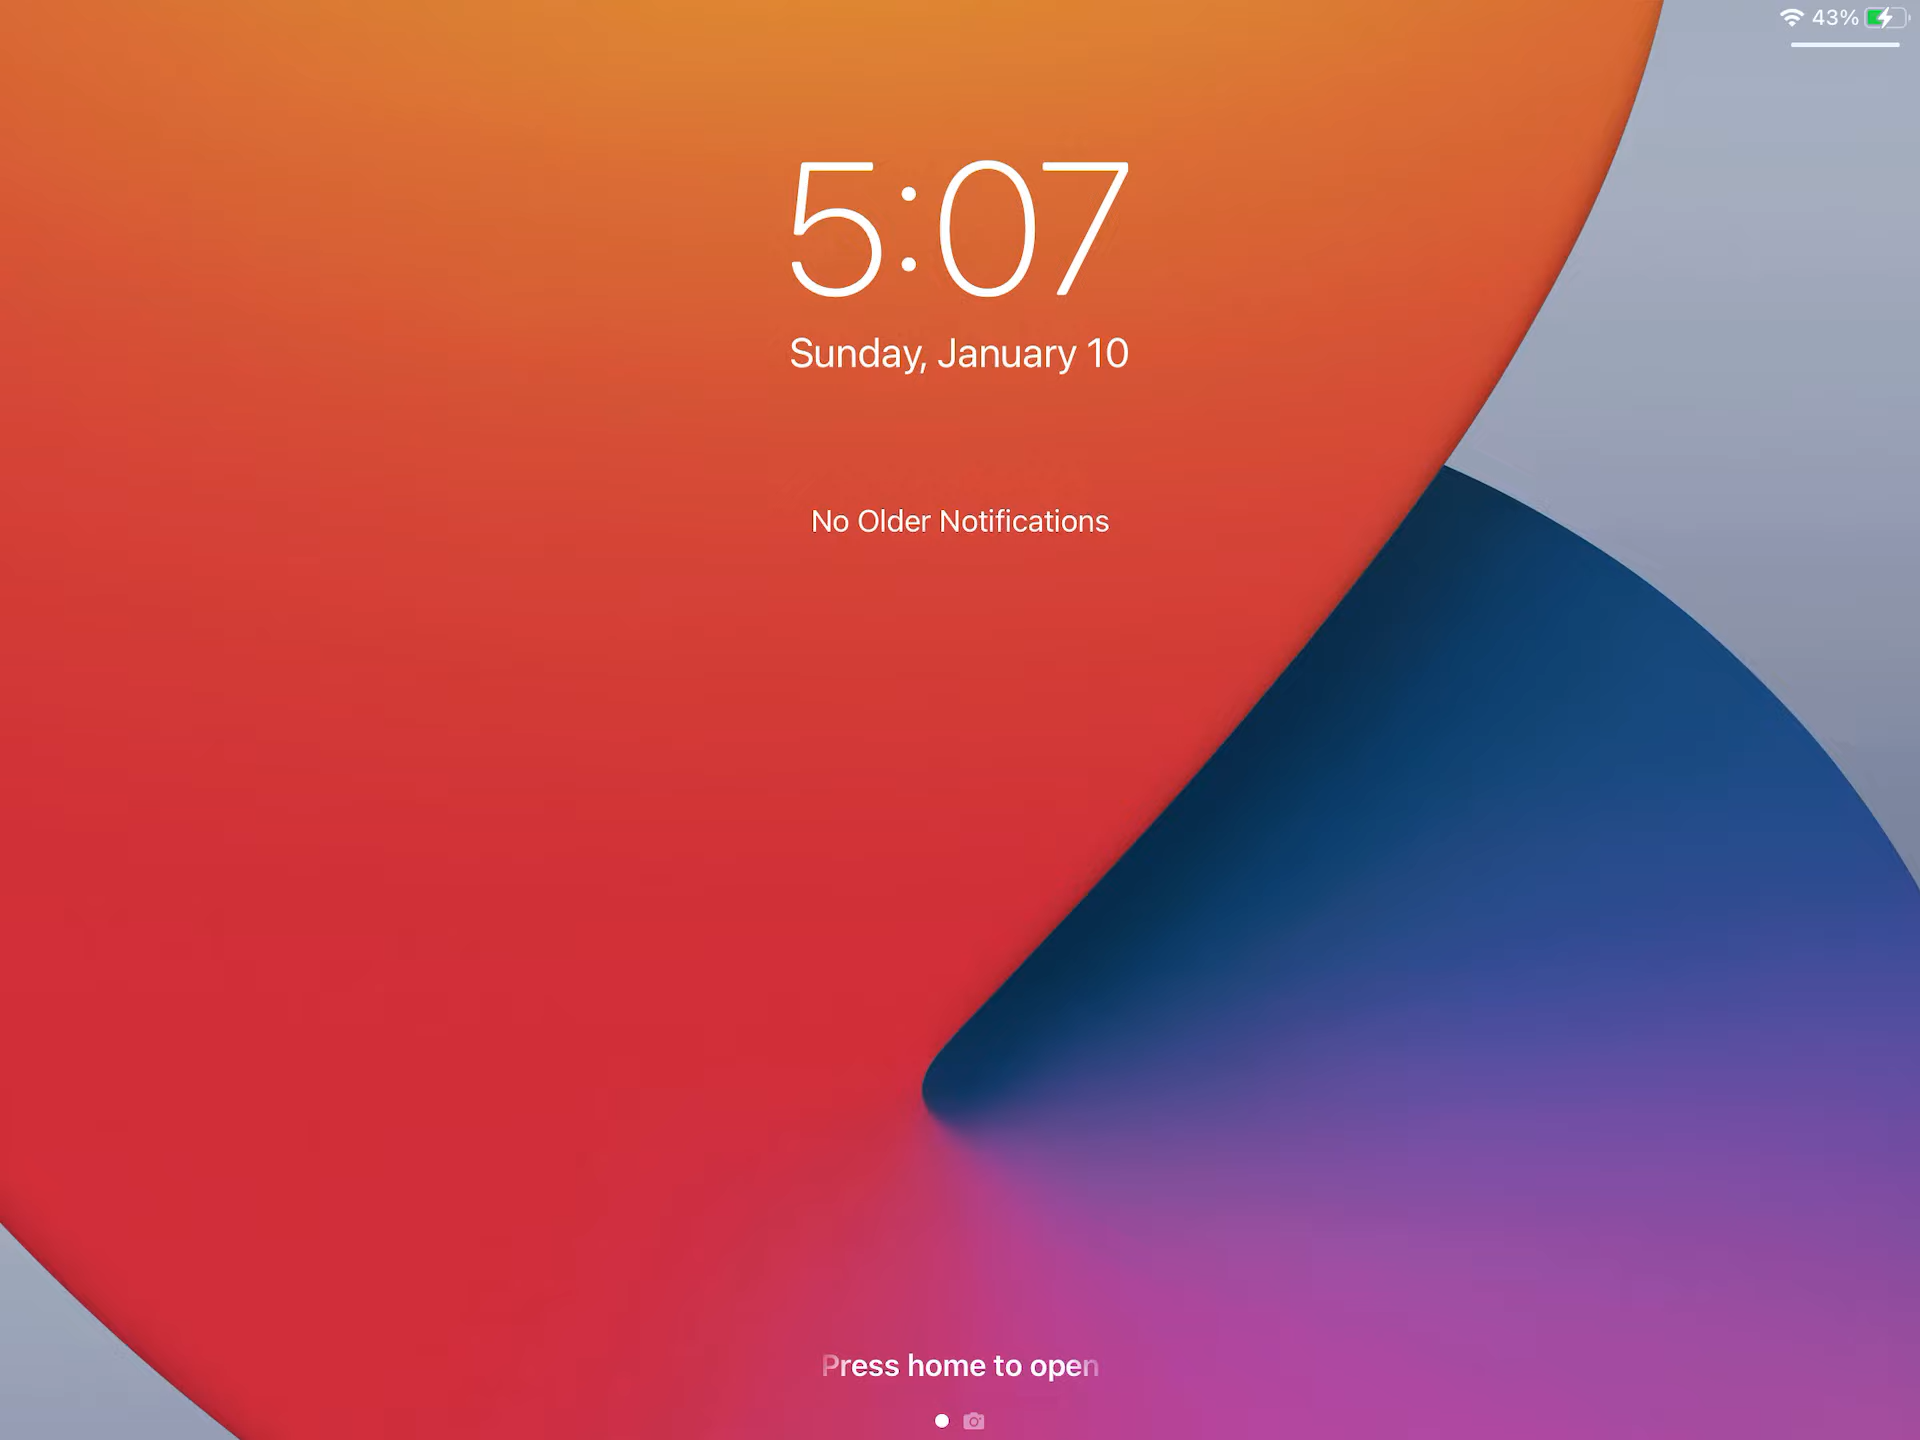 43%
5:07
Sunday, January 10
No Older Notifications
Press home to open